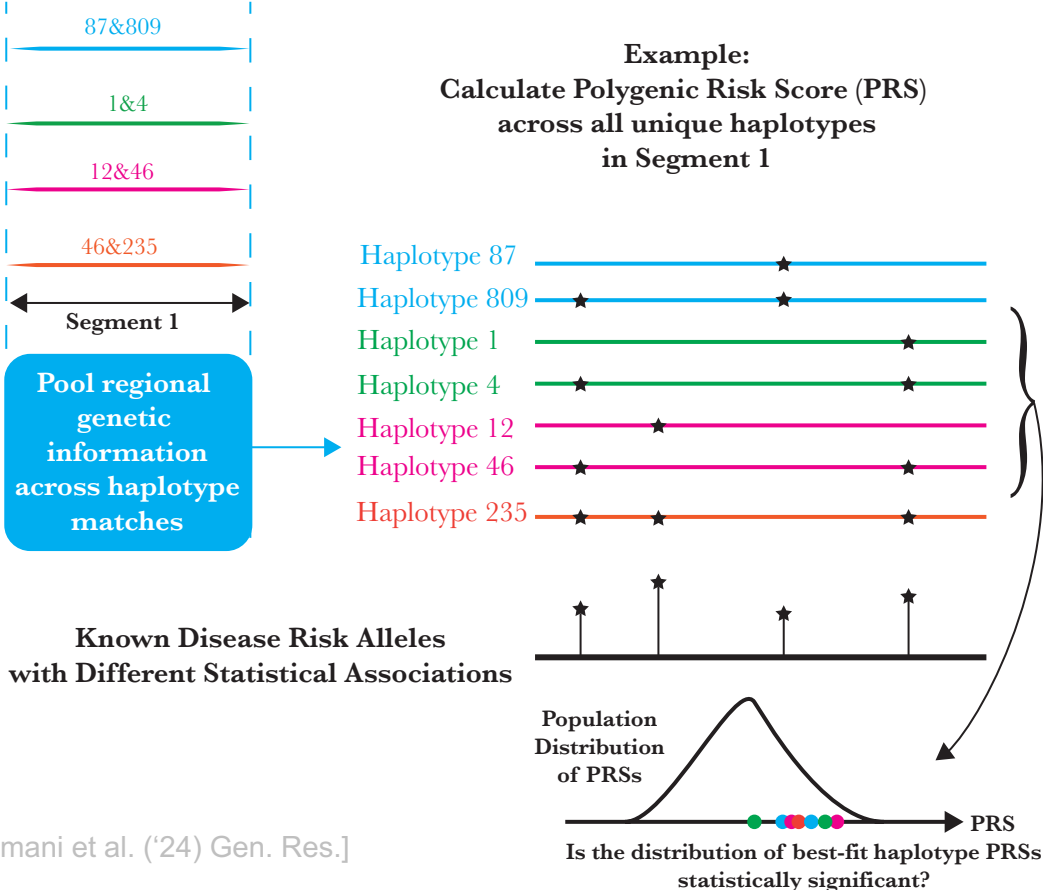 87&809
1&4
12&46
46&235
Segment 1
Pool regional
genetic
information
across haplotype
matches
Example:
Calculate Polygenic Risk Score (PRS)
across all unique haplotypes
in Segment 1
Haplotype 87
Haplotype 809
Haplotype 1
Haplotype 4
Haplotype 12
Haplotype 46
Haplotype 235
Known Disease Risk Alleles
with Different Statistical Associations
Population
Distribution
of PRSs
PRS
Is the distribution of best-fit haplotype PRSs
statistically significant?
mani et al. (‘24) Gen. Res.]